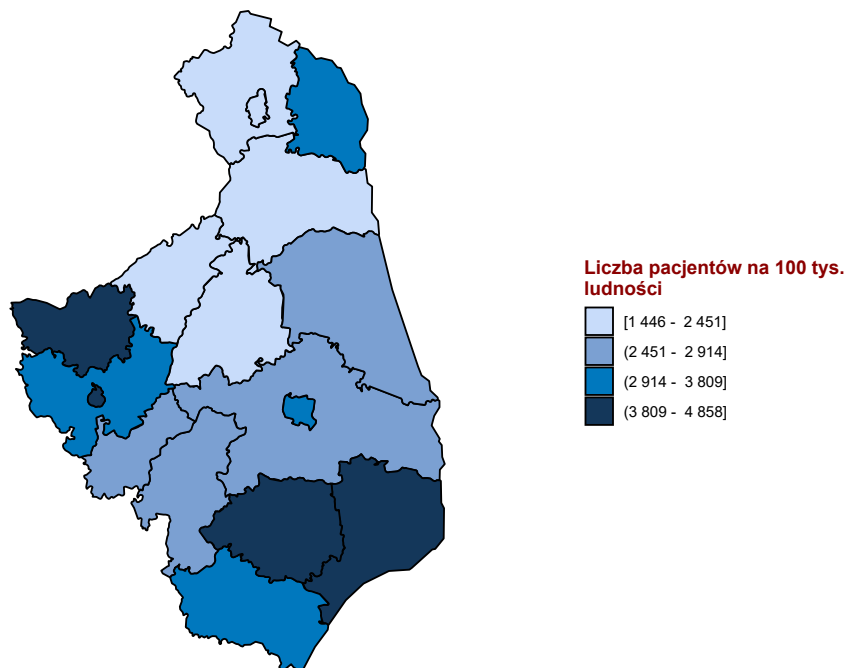 Liczba pacjentów na 100 tys.
ludności
[1 446 - 2 451]
(2 451 - 2 914]
(2 914 - 3 809]
(3 809 - 4 858]